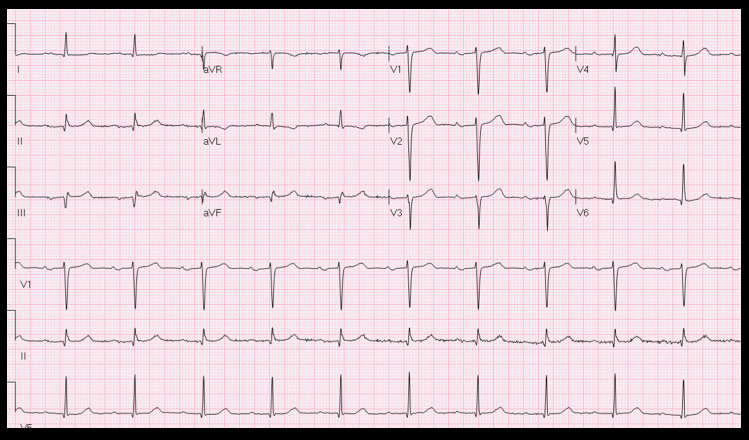 I aVR V1 V4
II aVL V2 V5
III aVF V3 V6
V1
II
V5